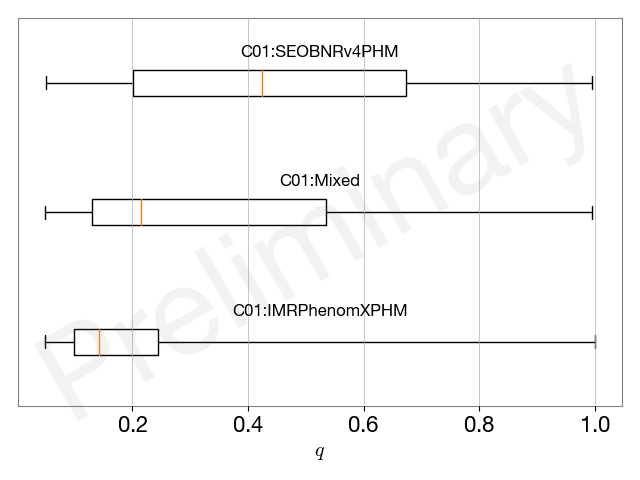 C01:SEOBNRv4PHM
C01:Mixed
C01:IMRPhenomXPHM
Preliminary
0.2 0.4 0.6 0.8 1.0
q